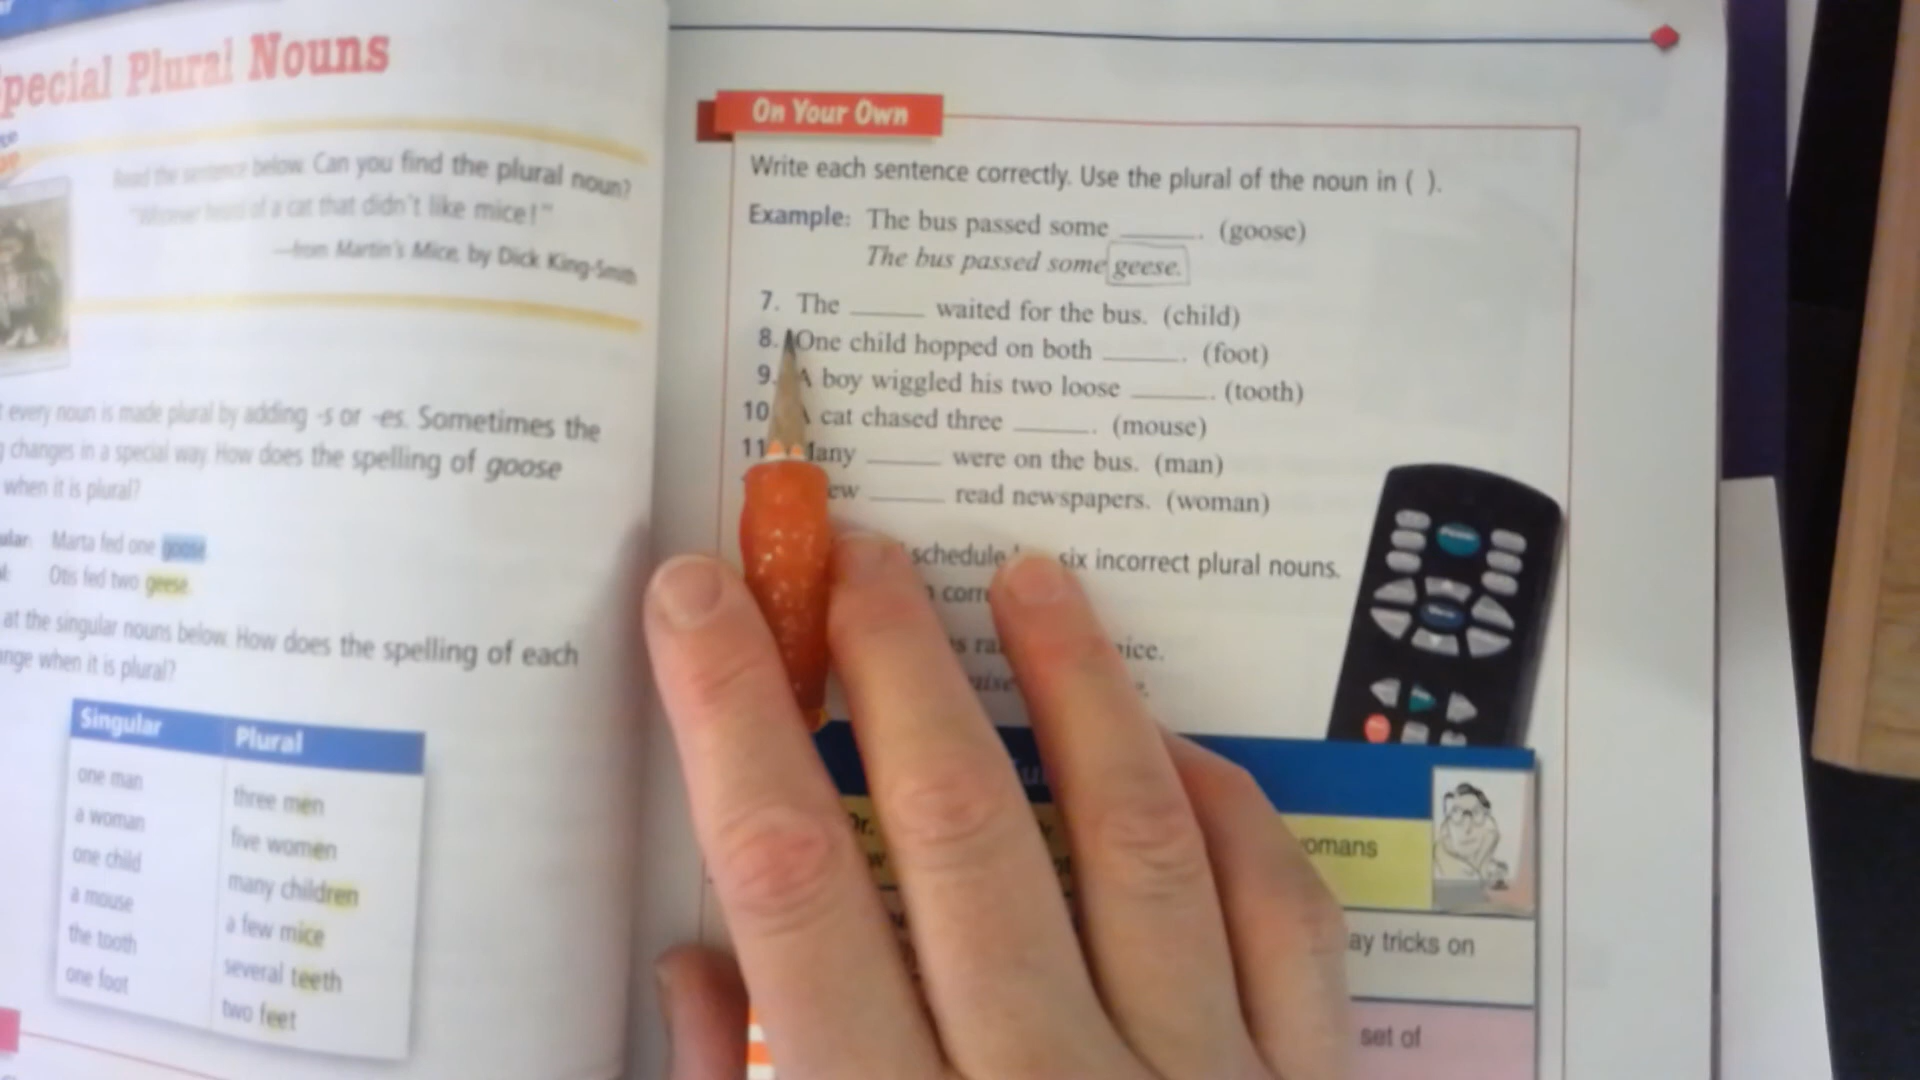 Special Plural Nouns
Read the sentence below. Can you find the plural noun?
"Whoever heard of a cat that didn't like mice!"
—from Martin's Mice, by Dick King-Smith
every noun is made plural by adding -s or -es. Sometimes the
changes in a special way. How does the spelling of goose
when it is plural?
Marta fed one goose.
Otis fed two geese.
at the singular nouns below. How does the spelling of each
when it is plural?
Singular Plural
one man three men
a woman five women
one child many children
a mouse a few mice
the tooth several teeth
one foot two feet
On Your Own
Write each sentence correctly. Use the plural of the noun in ( ).
Example: The bus passed some ______. (goose)
The bus passed some geese.
7. The ______ waited for the bus. (child)
8. One child hopped on both ______. (foot)
9. A boy wiggled his two loose ______. (tooth)
10. A cat chased three ______. (mouse)
11. Many ______ were on the bus. (man)
ew ______ read newspapers. (woman)
schedule six incorrect plural nouns.
omans
ay tricks on
set of